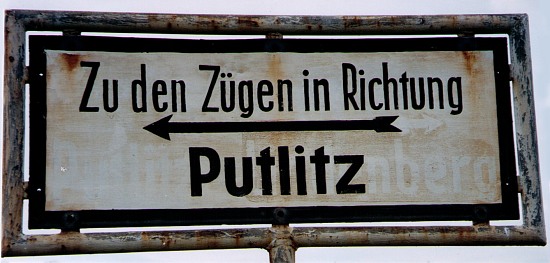 Zu den Zügen in Richtung
Putlitz